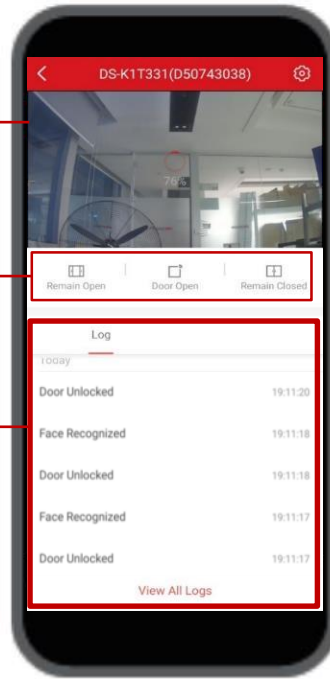 DS-K1T331(D50743038)
76%
Remain Open Door Open Remain Closed
Log
Today
Door Unlocked 19:11:20
Face Recognized 19:11:18
Door Unlocked 19:11:18
Face Recognized 19:11:17
Door Unlocked 19:11:17
View All Logs